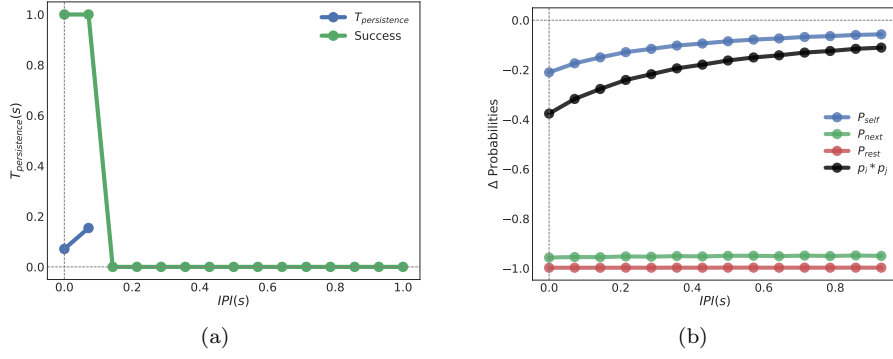 1.0
0.8
0.6
0.4
0.2
0.0
T_persistence(s)
T_persistence
Success
0.0 0.2 0.4 0.6 0.8 1.0
IPI(s)
(a)
0.0
−0.2
−0.4
−0.6
−0.8
−1.0
Δ Probabilities
P_self
P_next
P_rest
p_i * p_j
0.0 0.2 0.4 0.6 0.8
IPI(s)
(b)